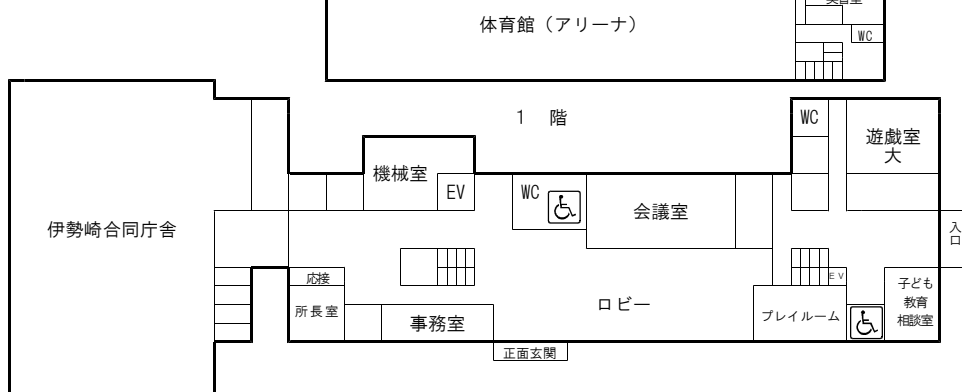 体育館（アリーナ）
WC
1 階
WC
遊戯室
大
機械室
EV
WC
会議室
伊勢崎合同庁舎
入
口
応接
EV
子ども
教育
相談室
所長室
ロビー
事務室
プレイルーム
正面玄関